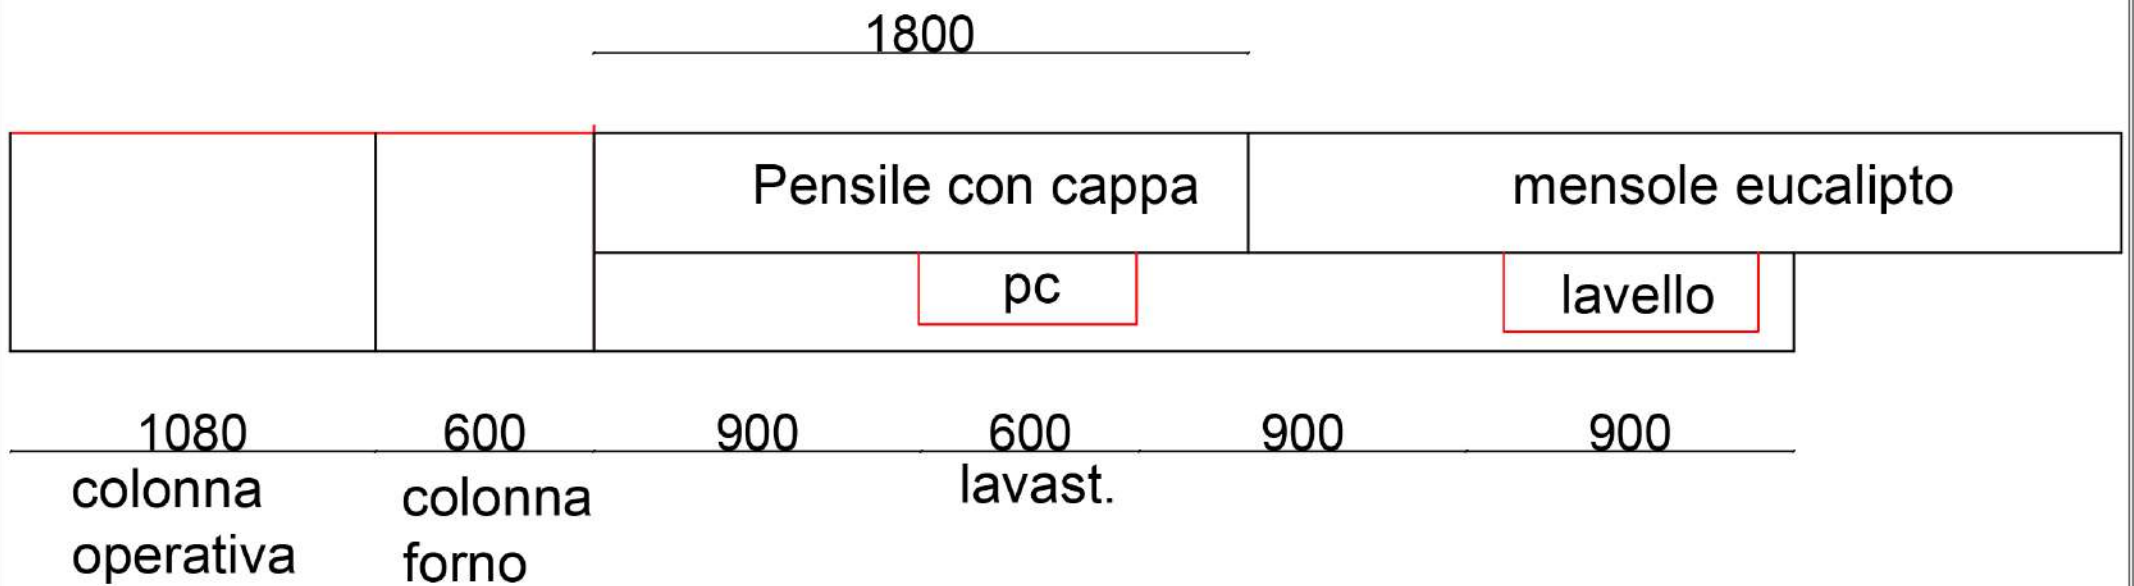 1800
Pensile con cappa
mensole eucalipto
pc
lavello
1080
600
900
600
900
900
colonna
operativa
colonna
forno
lavast.